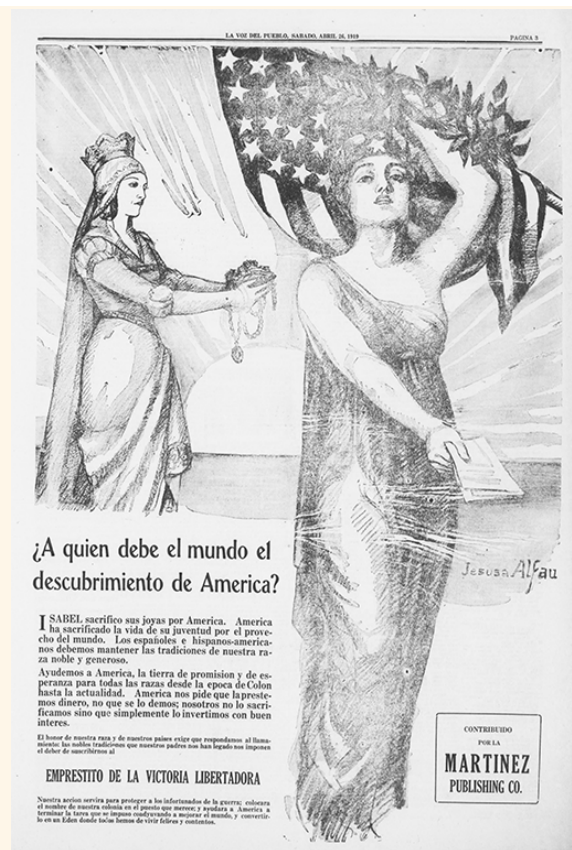 LA VOZ DEL PUEBLO, SABADO, ABRIL 26, 1919
PAGINA 3
¿A quien debe el mundo el
descubrimiento de America?
ISABEL sacrifico sus joyas por America. America
ha sacrificado la vida de su juventud por el prove-
cho del mundo. Los españoles e hispanos-america-
nos debemos mantener las tradiciones de nuestra ra-
za noble y generoso.
Ayudemos a America, la tierra de promision y de es-
peranza para todas las razas desde la epoca de Colon
hasta la actualidad. America nos pide que la preste-
mos dinero, no que se lo demos; nosotros no lo sacri-
ficamos sino que simplemente lo invertimos con buen
interes.
El honor de nuestra raza y de nuestros paises exige que respondamos al llama-
miento: las nobles tradiciones que nuestros padres nos han legado nos imponen
el deber de suscribirnos al
EMPRESTITO DE LA VICTORIA LIBERTADORA
Nuestra accion servira para proteger a los infortunados de la guerra; colocara
el nombre de nuestra colonia en el puesto que merece; y ayudara a America a
terminar la tarea que se impuso coadyuvando a mejorar el mundo, y convertir-
lo en un Eden donde todos hemos de vivir felices y contentos.
Jesusa Alfau
CONTRIBUIDO
POR LA
MARTINEZ
PUBLISHING CO.